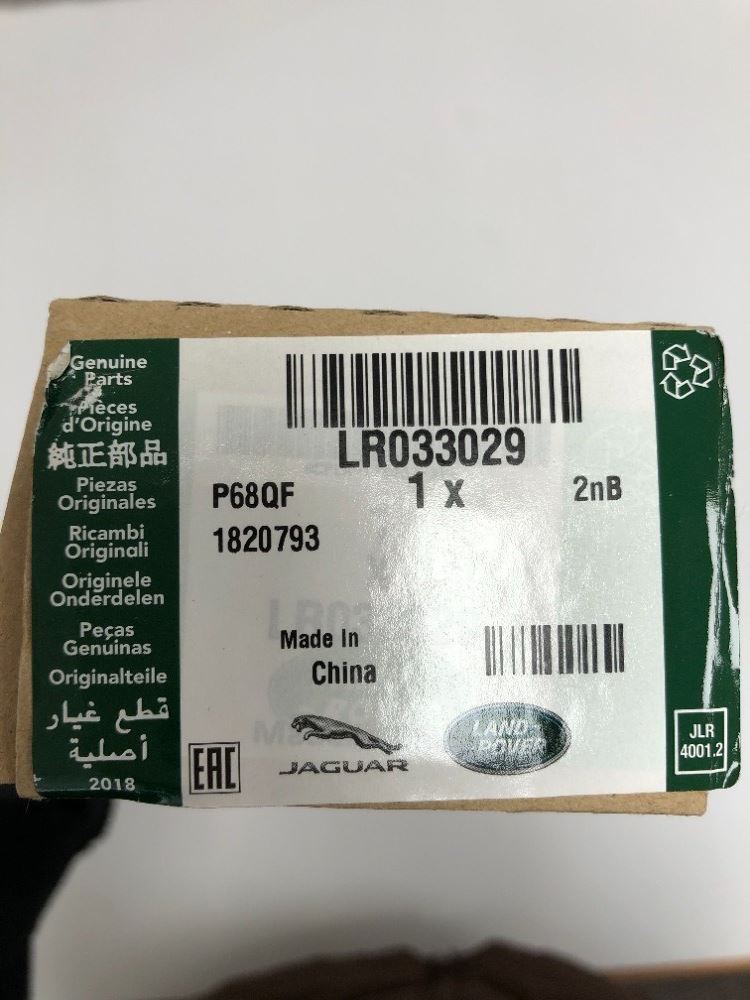 Genuine
Parts
Pièces
d'Origine
純正部品
Piezas
Originales
Ricambi
Originali
Originele
Onderdelen
Peças
Genuinas
Originalteile
قطع غيار
أصلية
2018
LR033029
P68QF 1 x 2nB
1820793
Made In
China
EAC
JAGUAR
LAND-
ROVER
JLR
4001.2